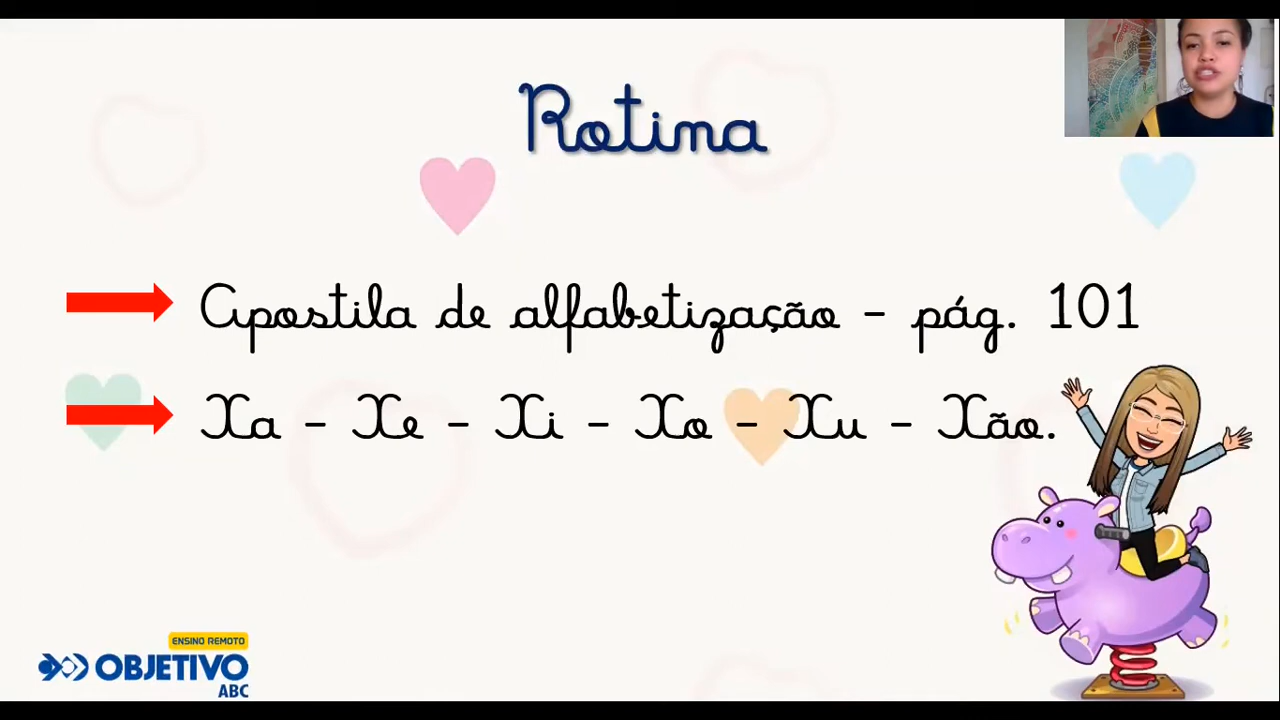 Rotina
Apostila de alfabetização - pág. 101
Xa - Xe - Xi - Xo - Xu - Xão.
ENSINO REMOTO
OBJETIVO
ABC